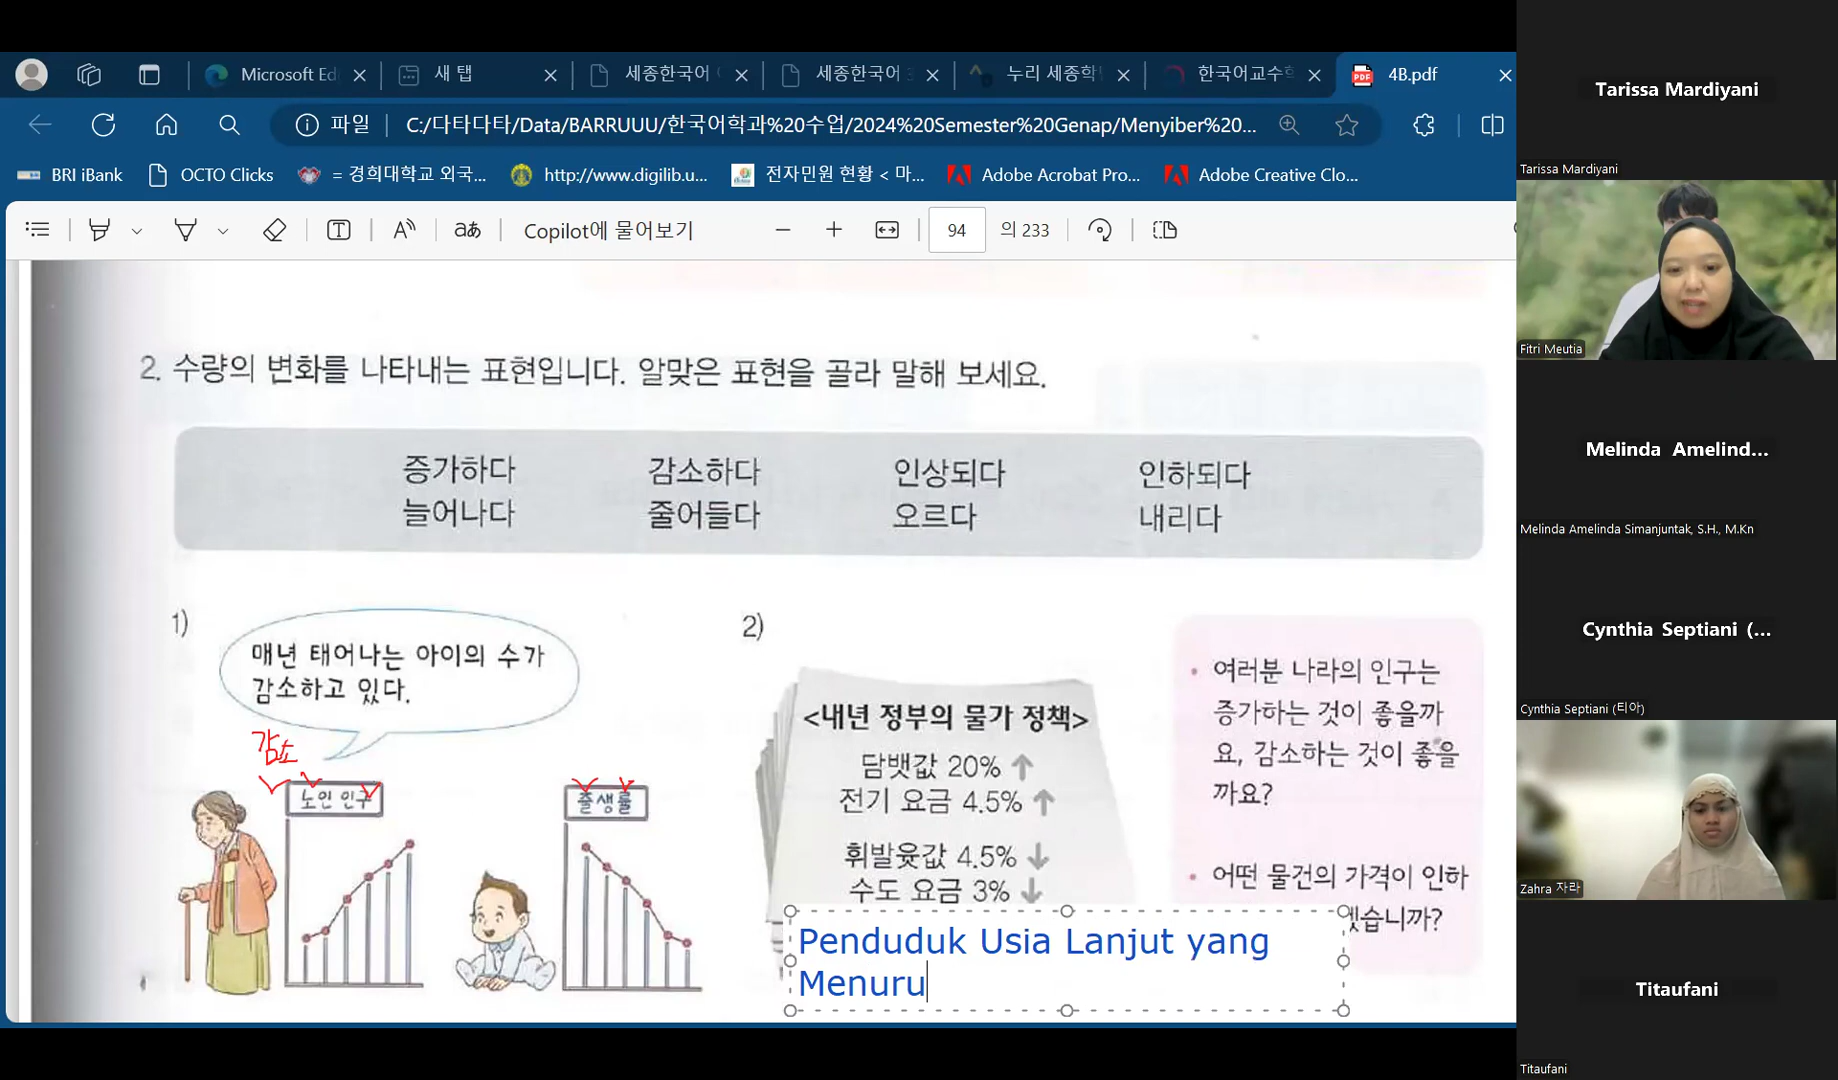 Microsoft Ed
새 탭
세종한국어
세종한국어
누리 세종학
한국어교수
4B.pdf
파일
C:/다타다타/Data/BARRUUU/한국어학과%20수업/2024%20Semester%20Genap/Menyiber%20...
BRI iBank
OCTO Clicks
= 경희대학교 외국...
http://www.digilib.u...
전자민원 현황 < 마...
Adobe Acrobat Pro...
Adobe Creative Clo...
Copilot에 물어보기
94
의 233
2. 수량의 변화를 나타내는 표현입니다. 알맞은 표현을 골라 말해 보세요.
증가하다 감소하다 인상되다 인하되다
늘어나다 줄어들다 오르다 내리다
1)
매년 태어나는 아이의 수가
감소하고 있다.
감소
노인 인구
출생률
2)
<내년 정부의 물가 정책>
담뱃값 20% ↑
전기 요금 4.5% ↑
휘발윳값 4.5% ↓
수도 요금 3% ↓
• 여러분 나라의 인구는
증가하는 것이 좋을까
요, 감소하는 것이 좋을
까요?
• 어떤 물건의 가격이 인하
겠습니까?
Penduduk Usia Lanjut yang
Menuru
Tarissa Mardiyani
Tarissa Mardiyani
Fitri Meutia
Melinda Amelind...
Melinda Amelinda Simanjuntak, S.H., M.Kn
Cynthia Septiani (...
Cynthia Septiani (티아)
Zahra 자라
Titaufani
Titaufani